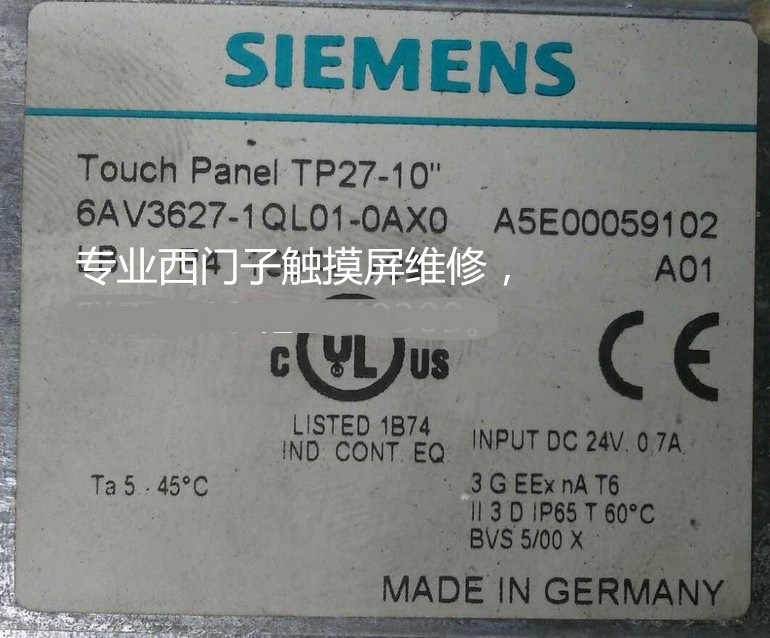 SIEMENS
Touch Panel TP27-10"
6AV3627-1QL01-0AX0 A5E00059102
专业西门子触摸屏维修，
A01
C UL US
CE
LISTED 1B74
IND. CONT. EQ
INPUT DC 24V, 0,7A
Ta 5 - 45°C
3 G EEx nA T6
II 3 D IP65 T 60°C
BVS 5/00 X
MADE IN GERMANY